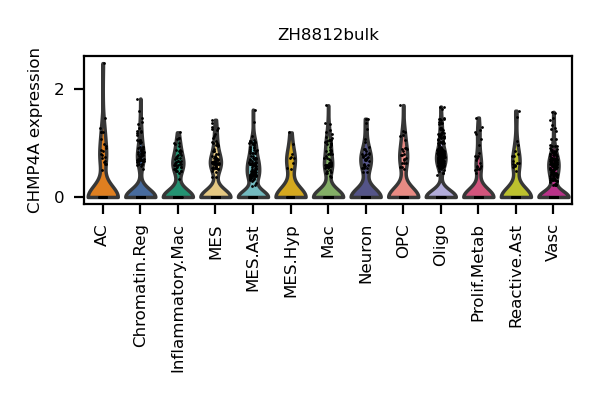 ZH8812bulk
CHMP4A expression
2
0
AC
Chromatin.Reg
Inflammatory.Mac
MES
MES.Ast
MES.Hyp
Mac
Neuron
OPC
Oligo
Prolif.Metab
Reactive.Ast
Vasc